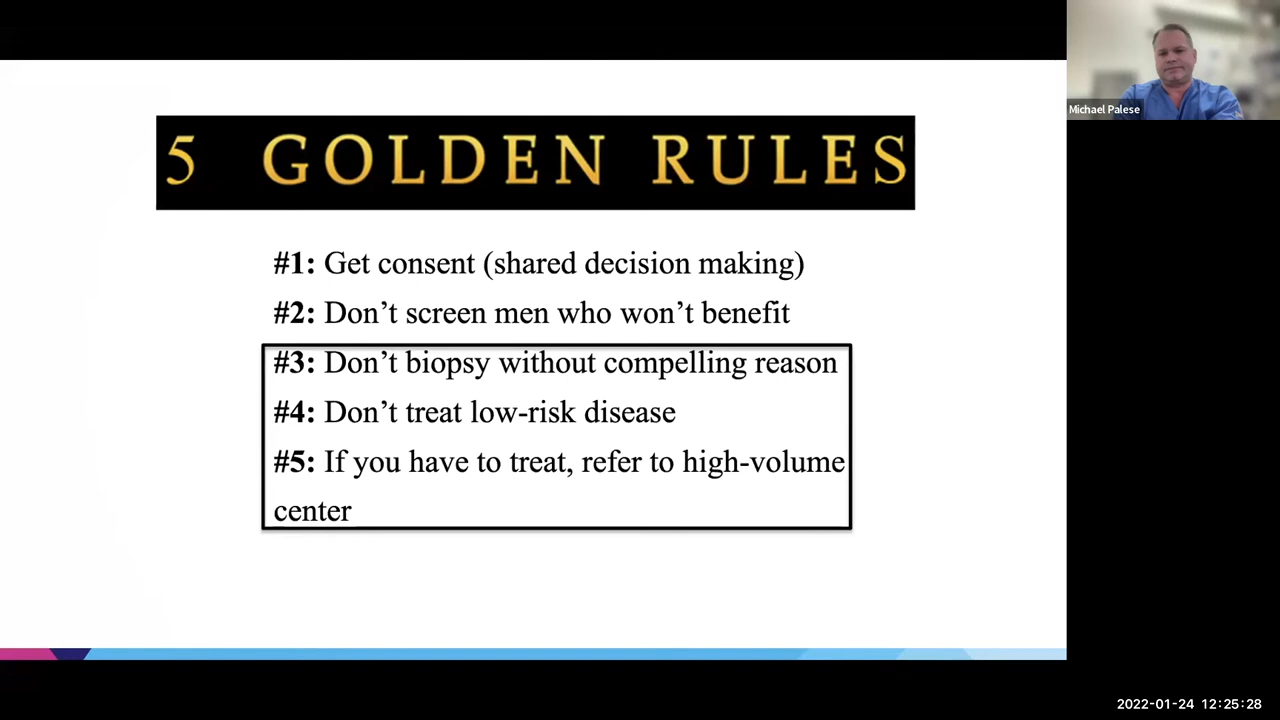 5 GOLDEN RULES
Michael Palese
#1: Get consent (shared decision making)
#2: Don’t screen men who won’t benefit
#3: Don’t biopsy without compelling reason
#4: Don’t treat low-risk disease
#5: If you have to treat, refer to high-volume
center
2022-01-24 12:25:28